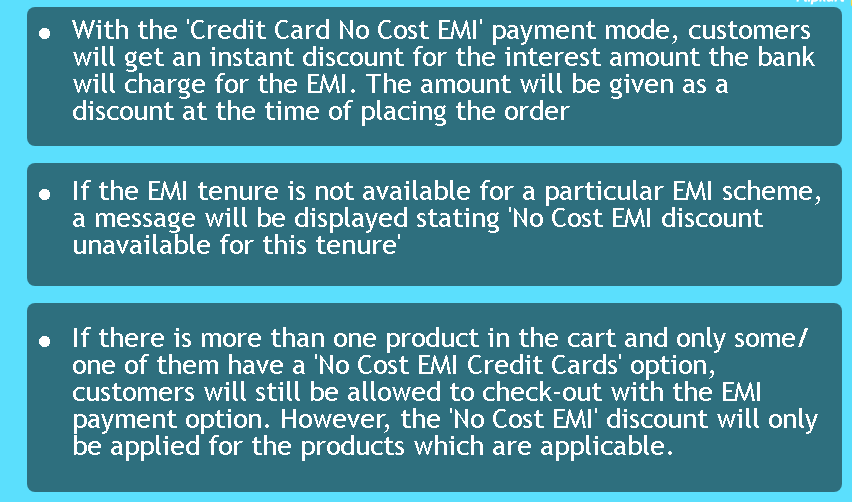 • With the 'Credit Card No Cost EMI' payment mode, customers
will get an instant discount for the interest amount the bank
will charge for the EMI. The amount will be given as a
discount at the time of placing the order
• If the EMI tenure is not available for a particular EMI scheme,
a message will be displayed stating 'No Cost EMI discount
unavailable for this tenure'
• If there is more than one product in the cart and only some/
one of them have a 'No Cost EMI Credit Cards' option,
customers will still be allowed to check-out with the EMI
payment option. However, the 'No Cost EMI' discount will only
be applied for the products which are applicable.